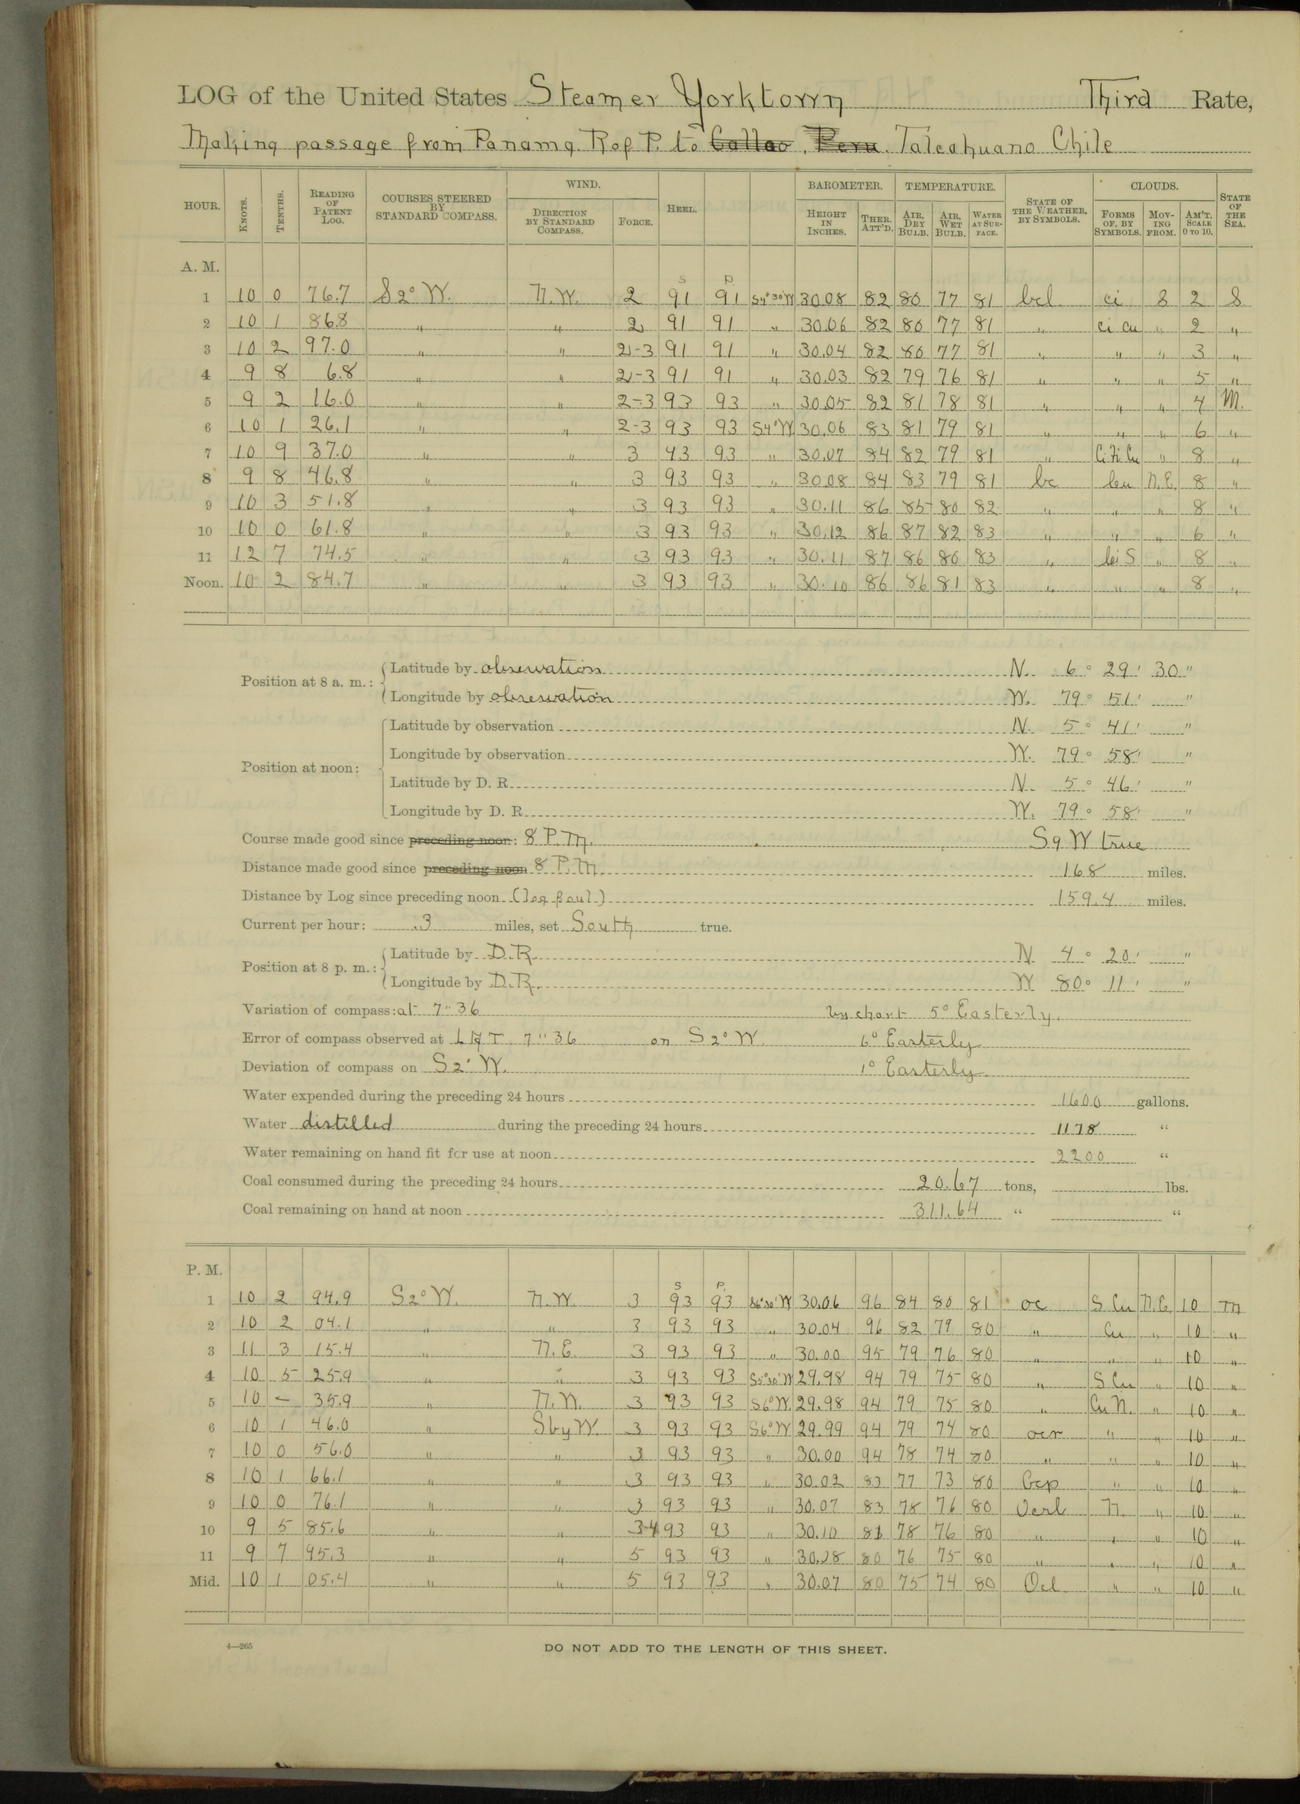 LOG of the United States Steamer Yorktown Third Rate,
Making passage from Panama R of P. to Callao, Peru. Talcahuano Chile
HOUR. KNOTS. TENTHS. READING OF PATENT LOG. COURSES STEERED BY STANDARD COMPASS. WIND. DIRECTION BY STANDARD COMPASS. FORCE. HEEL. BAROMETER. HEIGHT IN INCHES. THER. ATT'D. TEMPERATURE. AIR, DRY BULB. AIR, WET BULB. WATER AT SURFACE. STATE OF THE WEATHER, BY SYMBOLS. CLOUDS. FORMS OF, BY SYMBOLS. MOVING FROM. AM'T. SCALE 0 TO 10. STATE OF THE SEA.
A. M. S P
1 10 0 76.7 S 2° W. N.W. 2 91 91 S4°30'W 30.08 82 80 77 81 bcl ci S 2 S
2 10 1 86.8 " " 2 91 91 " 30.06 82 80 77 81 " ci cu " 2 "
3 10 2 97.0 " " 2-3 91 91 " 30.04 82 80 77 81 " " " 3 "
4 9 8 6.8 " " 2-3 91 91 " 30.03 82 79 76 81 " " " 5 "
5 9 2 16.0 " " 2-3 93 93 " 30.05 82 81 78 81 " " " 4 M.
6 10 1 26.1 " " 2-3 93 93 S4°W 30.06 83 81 79 81 " " " 6 "
7 10 9 37.0 " " 3 93 93 " 30.07 84 82 79 81 " " 8 "
8 9 8 46.8 " " 3 93 93 " 30.08 84 83 79 81 bc N.E. 8 "
9 10 3 51.8 " " 3 93 93 " 30.11 86 85 80 82 " " " 8 "
10 10 0 61.8 " " 3 93 93 " 30.12 86 87 82 83 " " " 6 "
11 12 7 74.5 " " 3 93 93 " 30.11 87 86 80 83 " " 8 "
Noon. 10 2 84.7 " " 3 93 93 " 30.10 86 86 81 83 " " " 8 "
Position at 8 a. m.: Latitude by observation N. 6° 29' 30"
Longitude by observation W. 79° 51' "
Latitude by observation N. 5° 41' "
Longitude by observation W. 79° 58' "
Position at noon:
Latitude by D. R. N. 5° 46' "
Longitude by D. R. W. 79° 58' "
Course made good since preceding noon: 8 P.M. S 9 W true
Distance made good since preceding noon 8 P.M. 168 miles.
Distance by Log since preceding noon (log foul) 159.4 miles.
Current per hour: .3 miles, set South true.
Position at 8 p. m.: Latitude by D.R. N 4° 20' "
Longitude by D.R. W 80° 11' "
Variation of compass: at 7 36 by chart 5° Easterly.
Error of compass observed at 7 36 on S 2° W. 6° Easterly
Deviation of compass on S 2° W. 1° Easterly
Water expended during the preceding 24 hours 1600 gallons.
Water distilled during the preceding 24 hours 1178 "
Water remaining on hand fit for use at noon 2200 "
Coal consumed during the preceding 24 hours 20.67 tons, lbs.
Coal remaining on hand at noon 311.64 " "
P. M. S P.
1 10 2 94.9 S 2° W. N.W. 3 93 93 30.06 96 84 80 81 oc S Cu N.E. 10 m
2 10 2 04.1 " " 3 93 93 " 30.04 96 82 79 80 " Cu " 10 "
3 11 3 15.4 " N.E. 3 93 93 " 30.00 95 79 76 80 " " " 10 "
4 10 5 25.9 " " 3 93 93 S5°30'W 29.98 94 79 75 80 " S Cu " 10 "
5 10 - 35.9 " N.W. 3 93 93 S6°W. 29.98 94 79 75 80 " Cu N. " 10 "
6 10 1 46.0 " S by W. 3 93 93 S6°W 29.99 94 79 74 80 ocr " " 10 "
7 10 0 56.0 " " 3 93 93 " 30.00 94 78 74 80 " " " 10 "
8 10 1 66.1 " " 3 93 93 " 30.02 83 77 73 80 Ocp " " 10 "
9 10 0 76.1 " " 3 93 93 " 30.07 83 78 76 80 N. " 10 "
10 9 5 85.6 " " 3-4 93 93 " 30.10 81 78 76 80 " " " 10 "
11 9 7 95.3 " " 5 93 93 " 80 76 75 80 " " " 10 "
Mid. 10 1 05.4 " " 5 93 93 " 30.07 80 75 74 80 Ocl " " 10 "
4—265
DO NOT ADD TO THE LENGTH OF THIS SHEET.